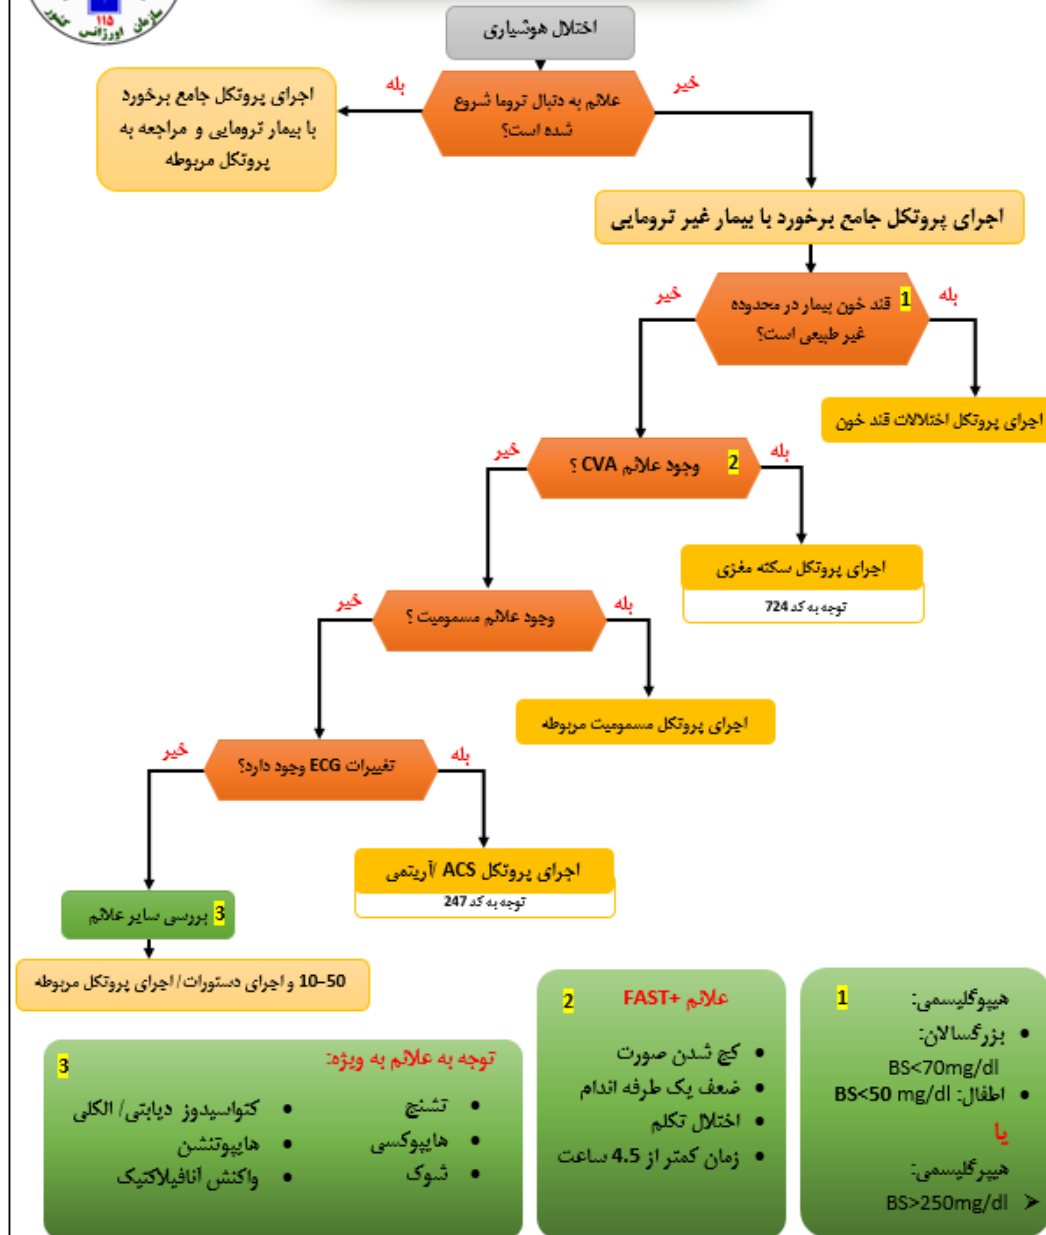 ۱۱۵
سازمان اورژانس کشور
اختلال هوشیاری
علائم به دنبال تروما شروع
شده است؟
بله
خیر
اجرای پروتکل جامع برخورد
با بیمار ترومایی و مراجعه به
پروتکل مربوطه
اجرای پروتکل جامع برخورد با بیمار غیر ترومایی
1 قند خون بیمار در محدوده
غیر طبیعی است؟
بله
خیر
اجرای پروتکل اختلالات قند خون
2 وجود علائم CVA ؟
بله
خیر
اجرای پروتکل سکته مغزی
توجه به کد 724
وجود علائم مسمومیت ؟
بله
خیر
اجرای پروتکل مسمومیت مربوطه
تغییرات ECG وجود دارد؟
بله
خیر
اجرای پروتکل ACS /آریتمی
توجه به کد 247
3 بررسی سایر علائم
10–50 و اجرای دستورات/ اجرای پروتکل مربوطه
1 هیپوگلیسمی:
• بزرگسالان:
BS<70mg/dl
• اطفال: BS<50 mg/dl
یا
هیپرگلیسمی:
➤ BS>250mg/dl
2 علائم FAST+
• کج شدن صورت
• ضعف یک طرفه اندام
• اختلال تکلم
• زمان کمتر از 4.5 ساعت
3 توجه به علائم به ویژه:
• تشنج
• هایپوکسی
• شوک
• کتواسیدوز دیابتی/ الکلی
• هایپوتنشن
• واکنش آنافیلاکتیک